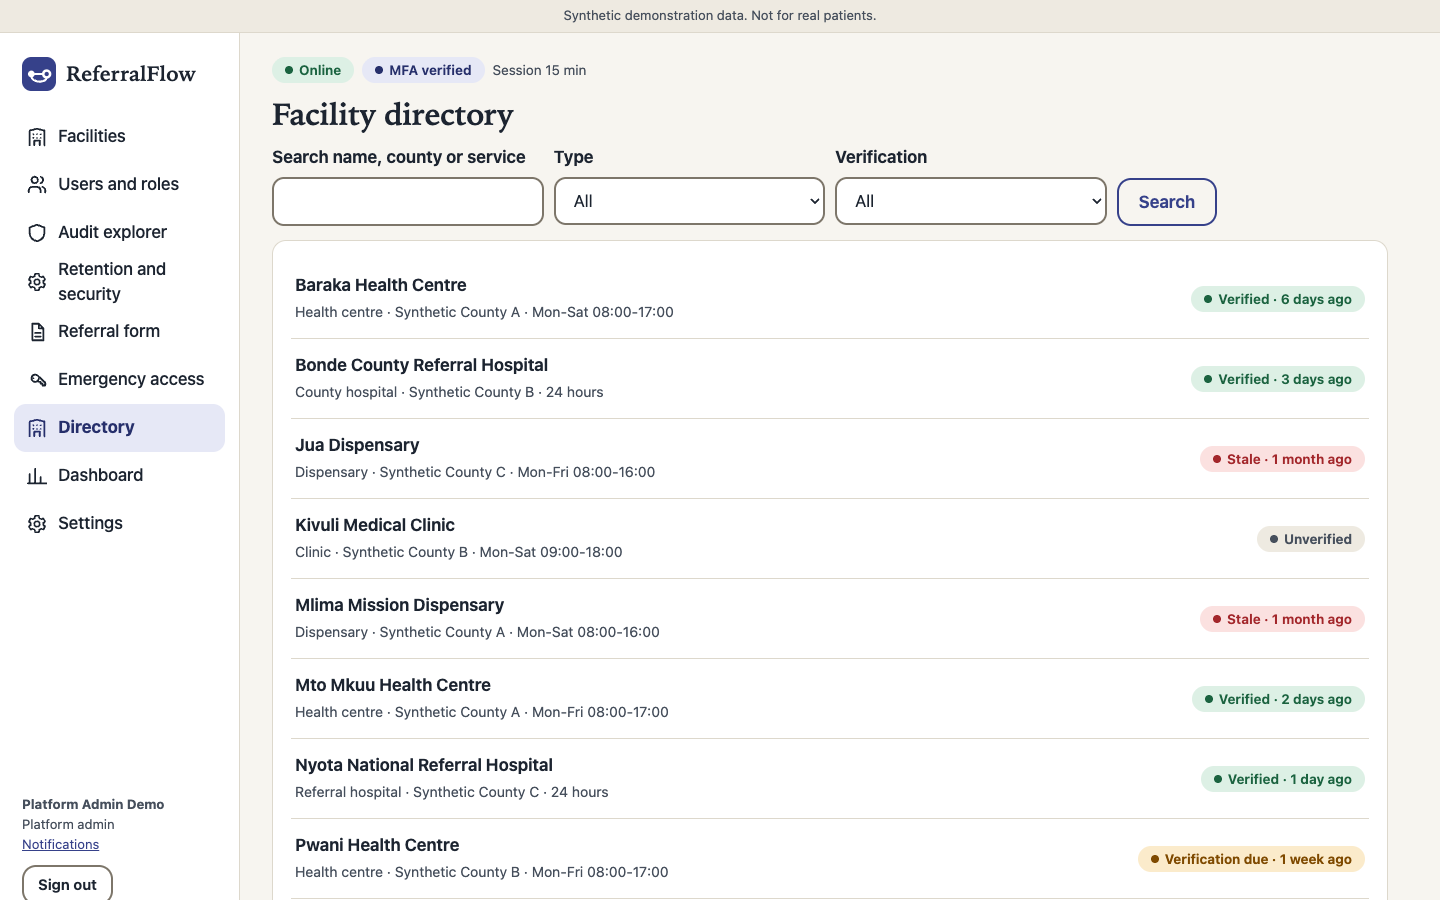 Synthetic demonstration data. Not for real patients.
ReferralFlow
Facilities
Users and roles
Audit explorer
Retention and
security
Referral form
Emergency access
Directory
Dashboard
Settings
Platform Admin Demo
Platform admin
Notifications
Sign out
Online
MFA verified
Session 15 min
Facility directory
Search name, county or service
Type
All
Verification
All
Search
Baraka Health Centre
Health centre · Synthetic County A · Mon-Sat 08:00-17:00
Verified · 6 days ago
Bonde County Referral Hospital
County hospital · Synthetic County B · 24 hours
Verified · 3 days ago
Jua Dispensary
Dispensary · Synthetic County C · Mon-Fri 08:00-16:00
Stale · 1 month ago
Kivuli Medical Clinic
Clinic · Synthetic County B · Mon-Sat 09:00-18:00
Unverified
Mlima Mission Dispensary
Dispensary · Synthetic County A · Mon-Sat 08:00-16:00
Stale · 1 month ago
Mto Mkuu Health Centre
Health centre · Synthetic County A · Mon-Fri 08:00-17:00
Verified · 2 days ago
Nyota National Referral Hospital
Referral hospital · Synthetic County C · 24 hours
Verified · 1 day ago
Pwani Health Centre
Health centre · Synthetic County B · Mon-Fri 08:00-17:00
Verification due · 1 week ago